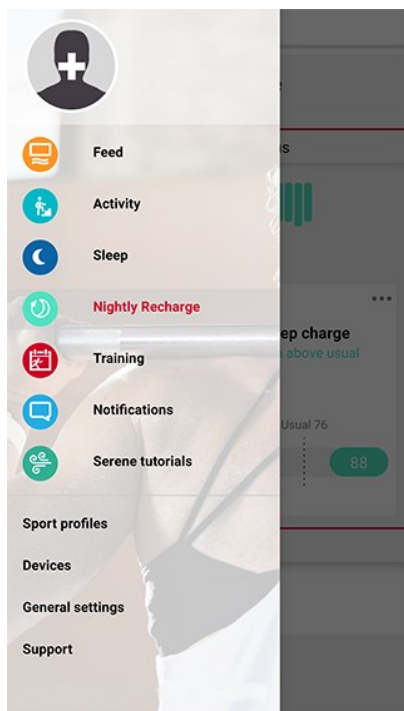 Feed
Activity
Sleep
Nightly Recharge
Training
Notifications
Serene tutorials
Sport profiles
Devices
General settings
Support
charge
above usual
Usual 76
88